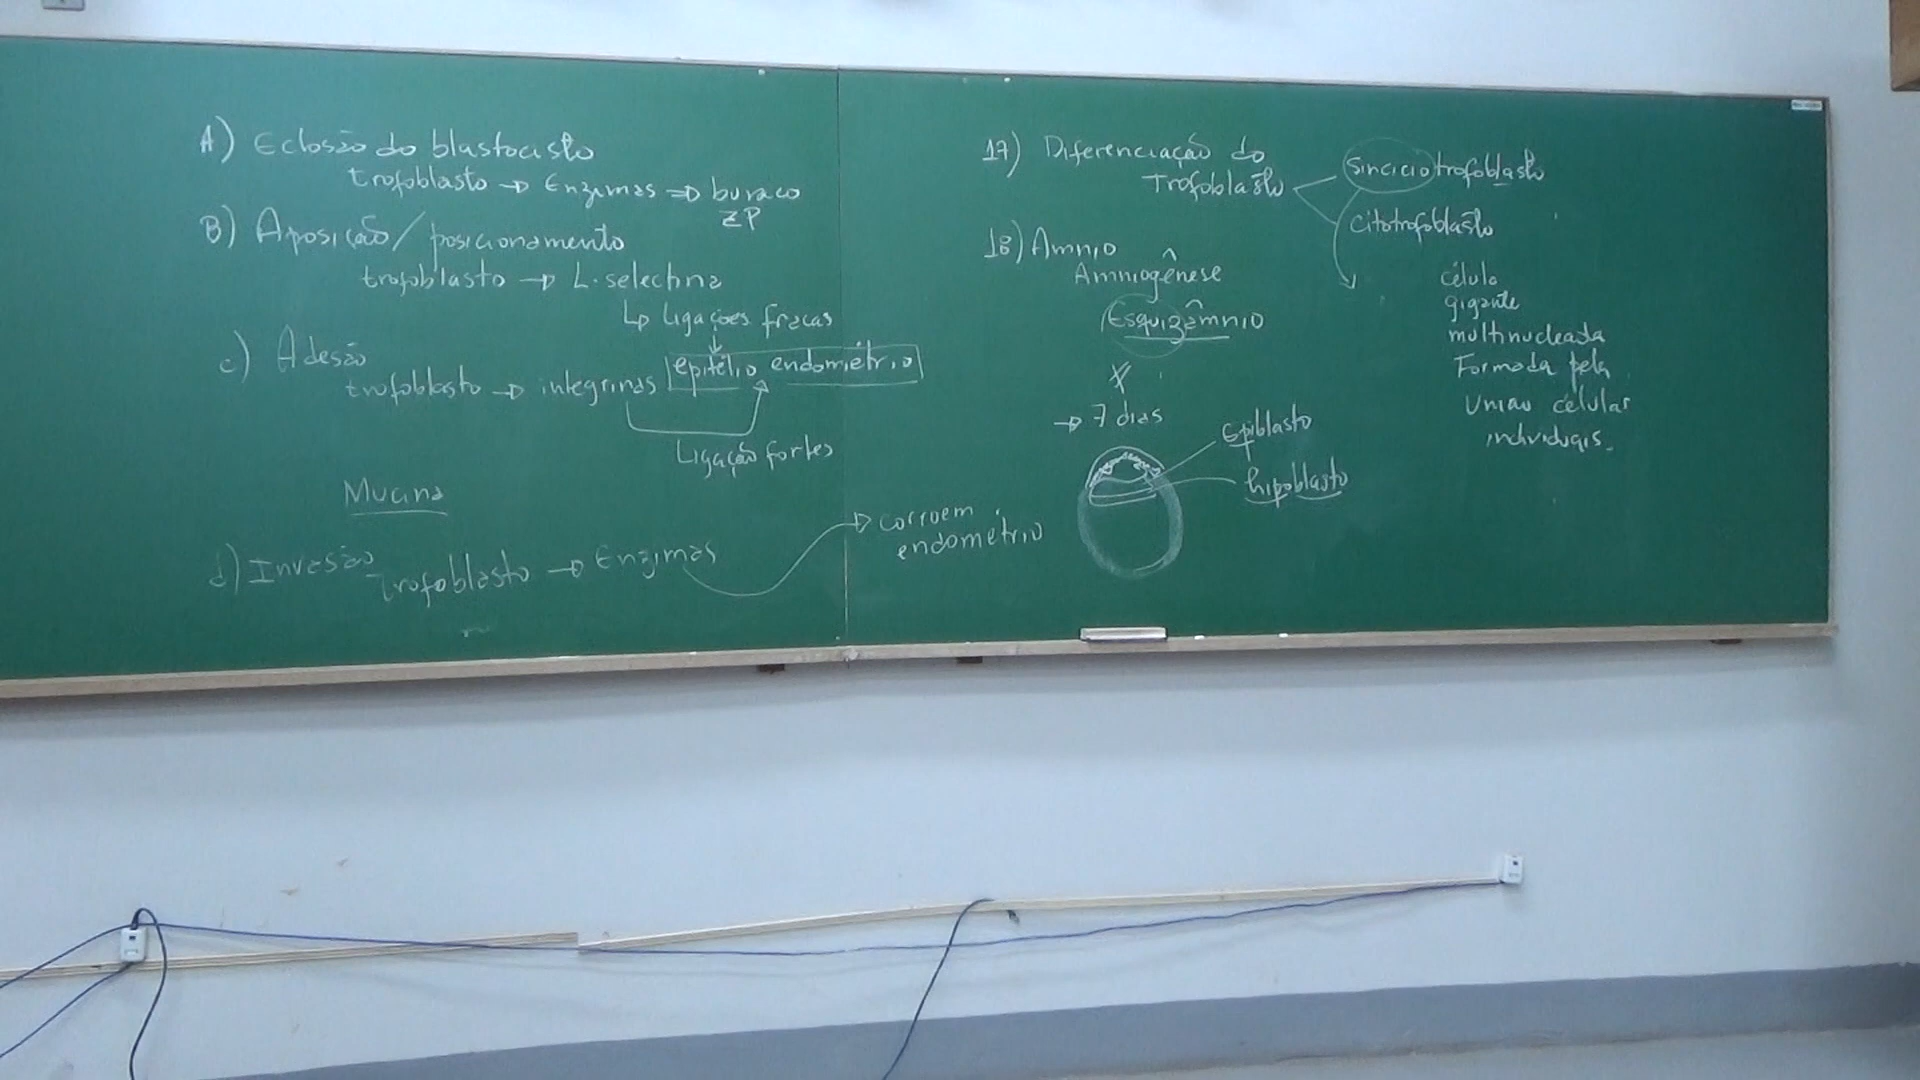 A) Eclosão do blastocisto
trofoblasto → Enzimas ⇒ buraco
ZP
B) Aposição / posicionamento
trofoblasto → L. selectina
↳ Ligações fracas
c) Adesão
trofoblasto → integrinas epitélio endométrio
Ligação fortes
Mucina
d) Invasão
trofoblasto → Enzimas → corroem
endométrio
17) Diferenciação do
Trofoblasto
Sinciciotrofoblasto
Citotrofoblasto
célula
gigante
multinucleada
Formada pela
União célular
individuais.
18) Amnio
Amniogênese
Esquizâmnio
→ 7 dias
Epiblasto
hipoblasto